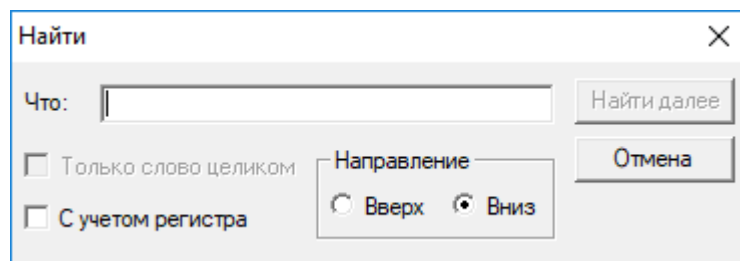 Найти
Что:
Найти далее
Только слово целиком
Направление
Отмена
С учетом регистра
Вверх
Вниз